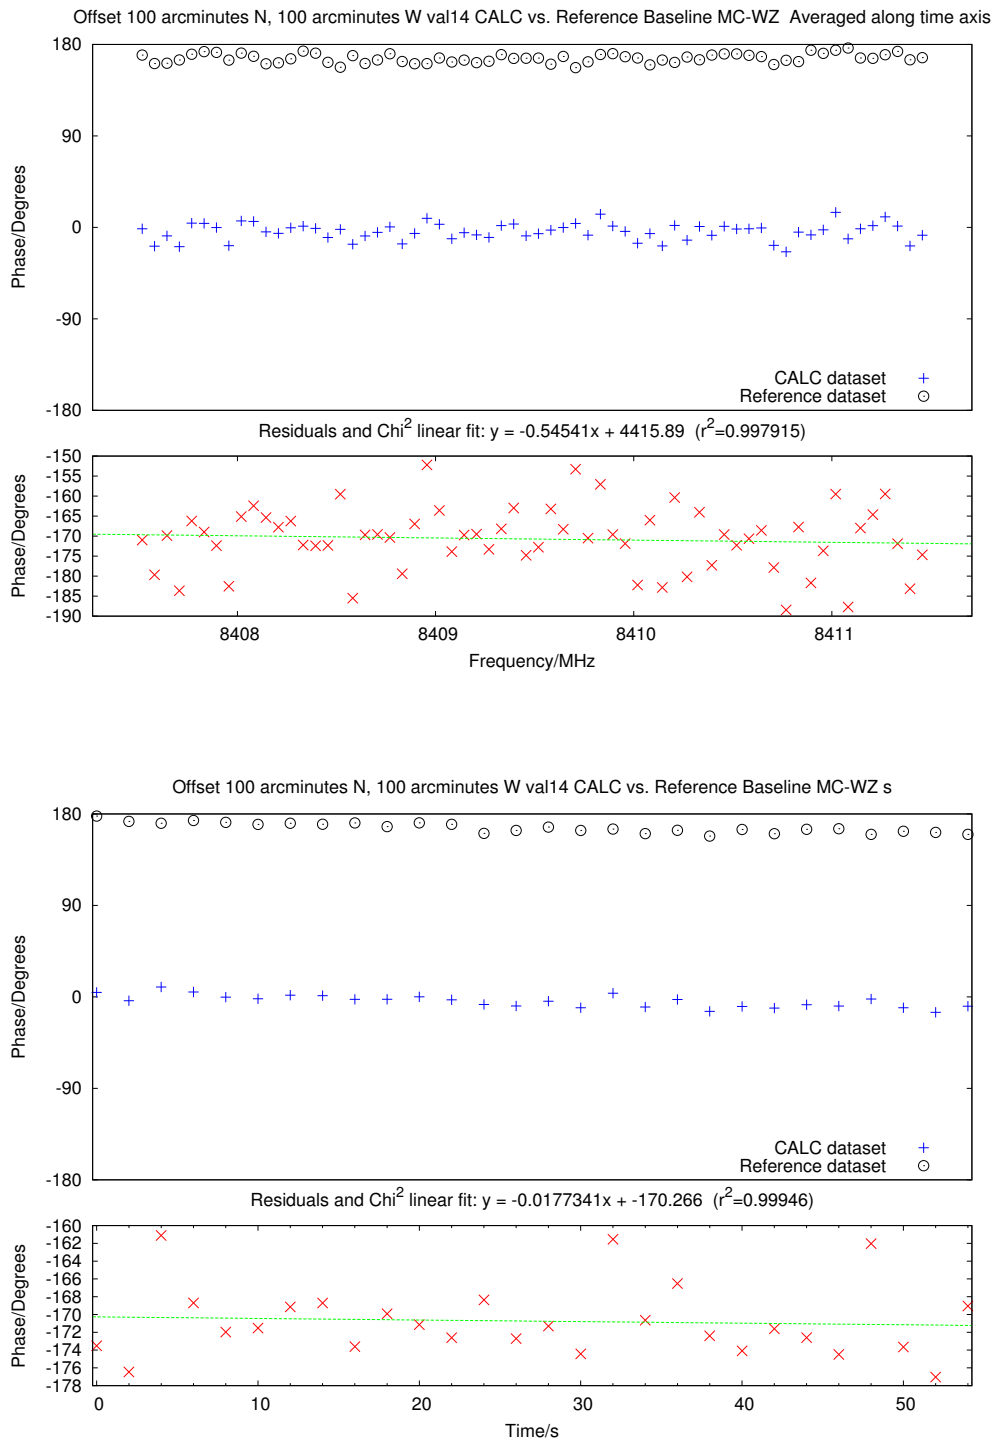 Offset 100 arcminutes N, 100 arcminutes W val14 CALC vs. Reference Baseline MC-WZ  Averaged along time axis
180
90
0
-90
-180
Phase/Degrees
CALC dataset
Reference dataset
Residuals and Chi² linear fit: y = -0.54541x + 4415.89  (r²=0.997915)
-150
-155
-160
-165
-170
-175
-180
-185
-190
Phase/Degrees
8408 8409 8410 8411
Frequency/MHz
Offset 100 arcminutes N, 100 arcminutes W val14 CALC vs. Reference Baseline MC-WZ s
180
90
0
-90
-180
Phase/Degrees
CALC dataset
Reference dataset
Residuals and Chi² linear fit: y = -0.0177341x + -170.266  (r²=0.99946)
-160
-162
-164
-166
-168
-170
-172
-174
-176
-178
Phase/Degrees
0 10 20 30 40 50
Time/s